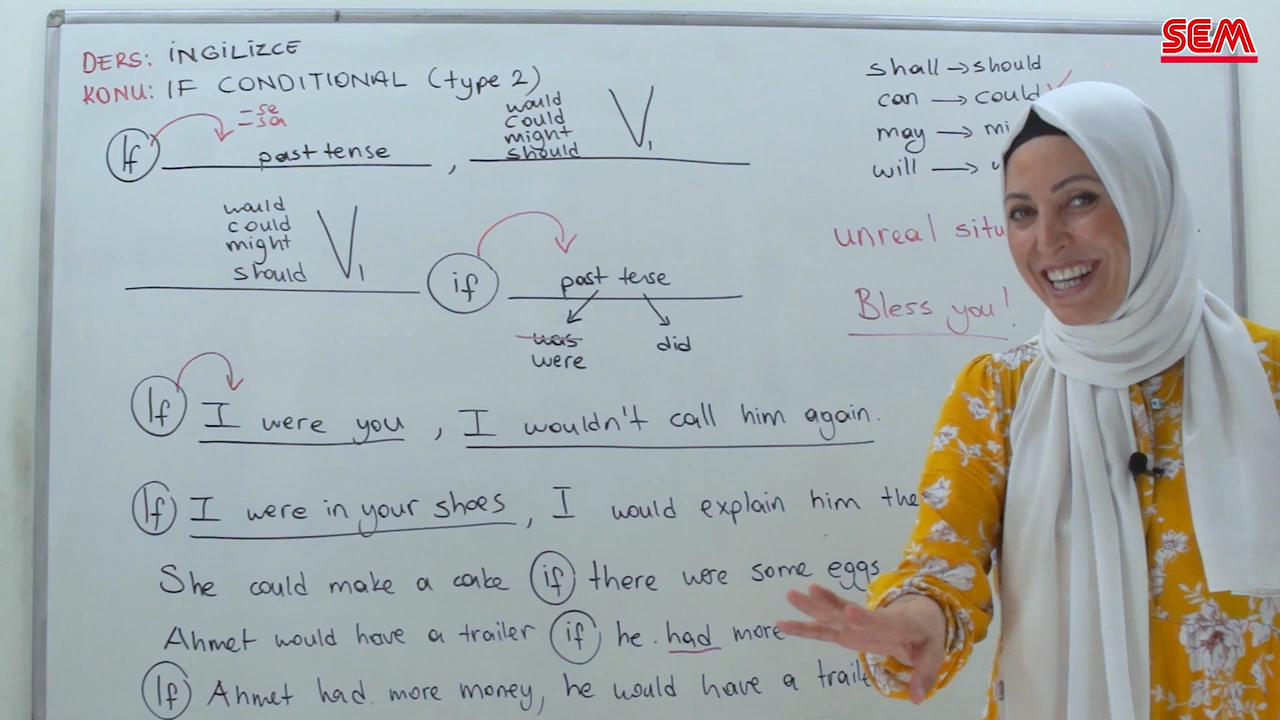 SEM
DERS: İNGİLİZCE
KONU: IF CONDITIONAL (type 2)
= se
= sa
If past tense, would could might should V1
would
could
might
should V1 if past tense
was
were did
shall → should
can → could ✓
may →
will →
unreal
Bless you!
If I were you, I wouldn't call him again.
If I were in your shoes, I would explain him the
She could make a cake if there were some eggs
Ahmet would have a trailer if he had more
If Ahmet had more money, he would have a